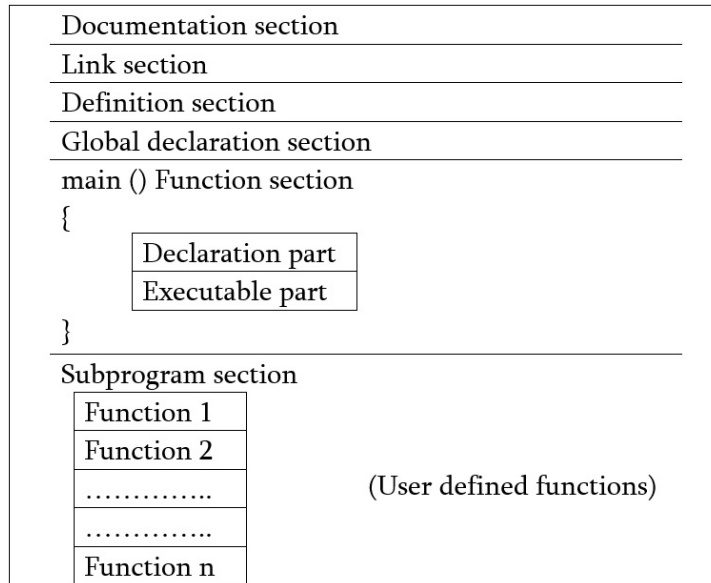 Documentation section
Link section
Definition section
Global declaration section
main () Function section
{
Declaration part
Executable part
}
Subprogram section
Function 1
Function 2
…………..
(User defined functions)
…………..
Function n